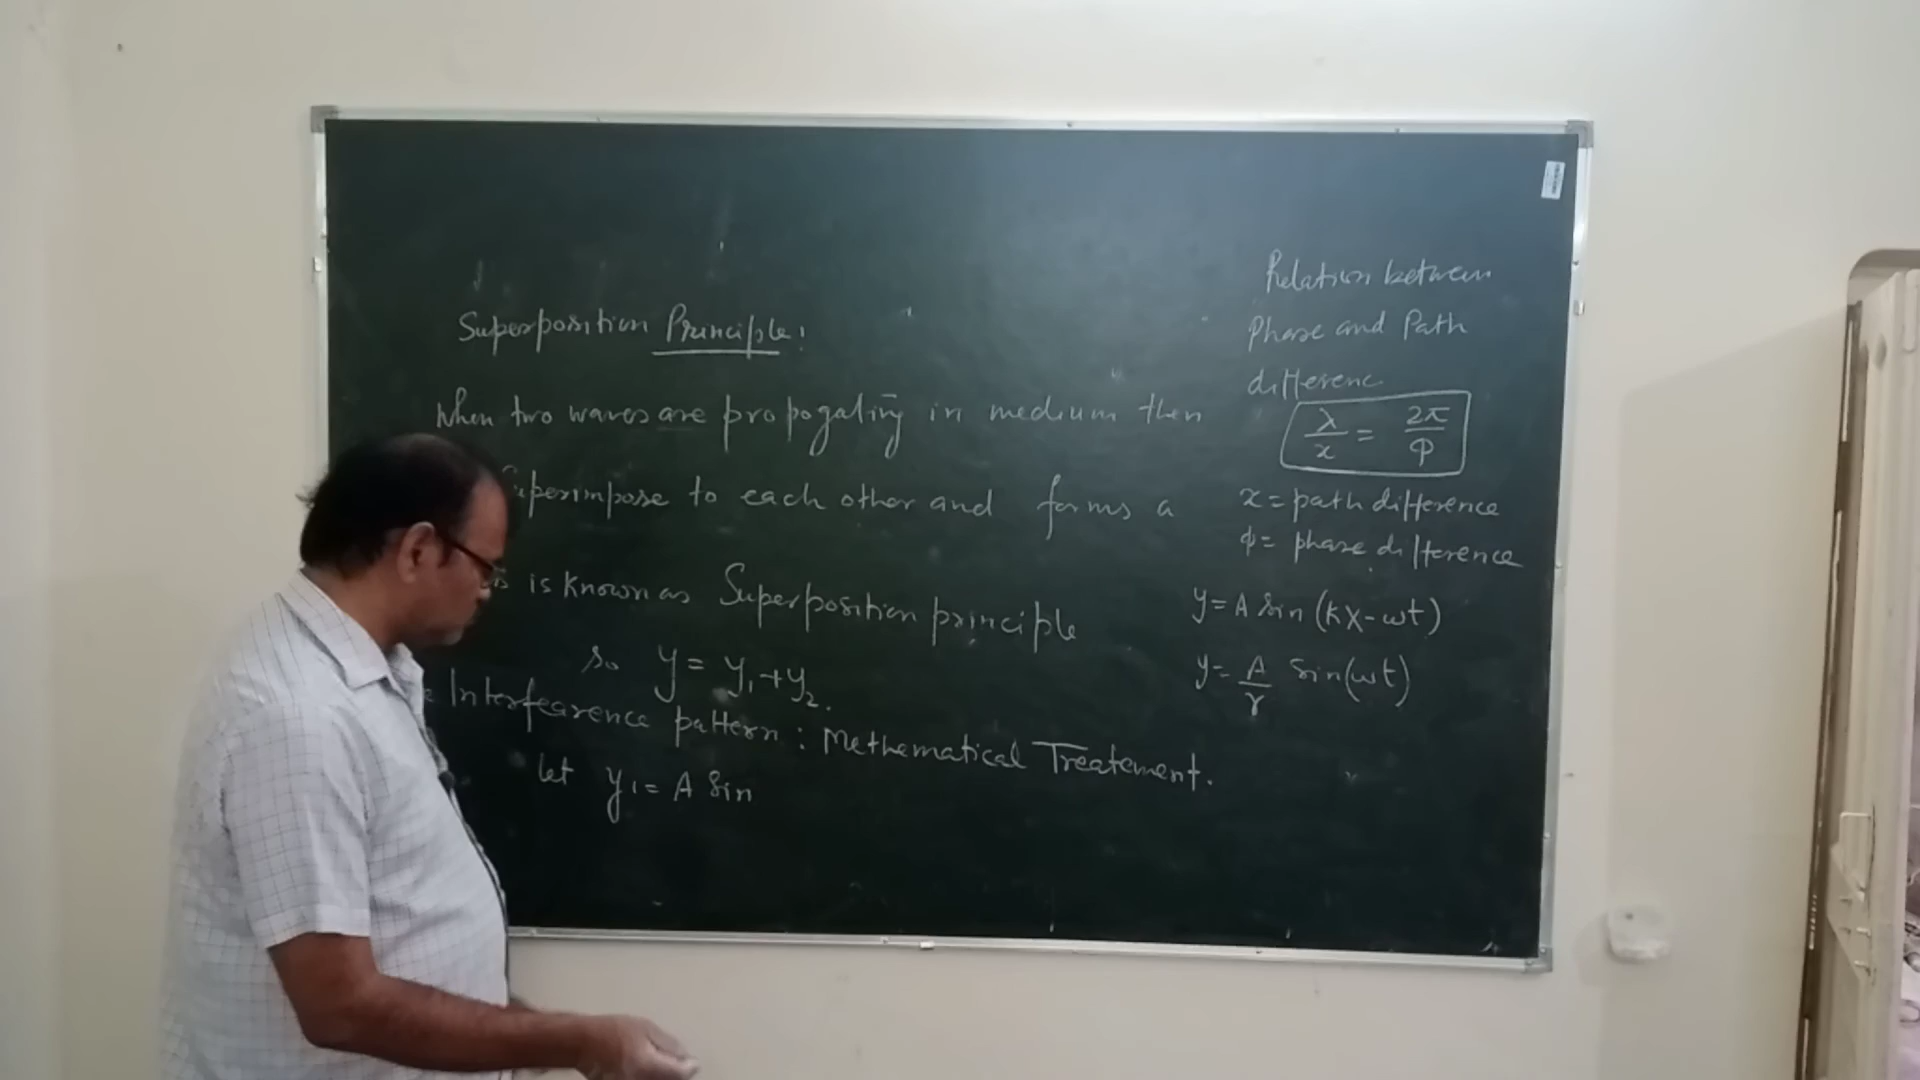 Superposition Principle:
When two waves are propogating in medium then
Superimpose to each other and forms a
is known as Superposition principle
so y = y₁ + y₂.
Interfearence pattern : Methematical Treatement.
let y₁ = A Sin
Relation between
Phase and Path
differenc
λ/x = 2π/φ
x = path difference
φ = phase difference
y = A Sin (kx - ωt)
y = A/r Sin(ωt)